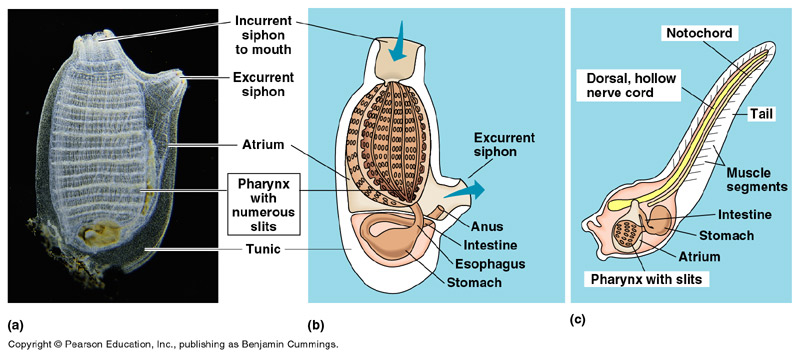 Incurrent
siphon
to mouth
Excurrent
siphon
Atrium
Pharynx
with
numerous
slits
Tunic
Excurrent
siphon
Anus
Intestine
Esophagus
Stomach
Notochord
Dorsal, hollow
nerve cord
Tail
Muscle
segments
Intestine
Stomach
Atrium
Pharynx with slits
(a)
(b)
(c)
Copyright © Pearson Education, Inc., publishing as Benjamin Cummings.